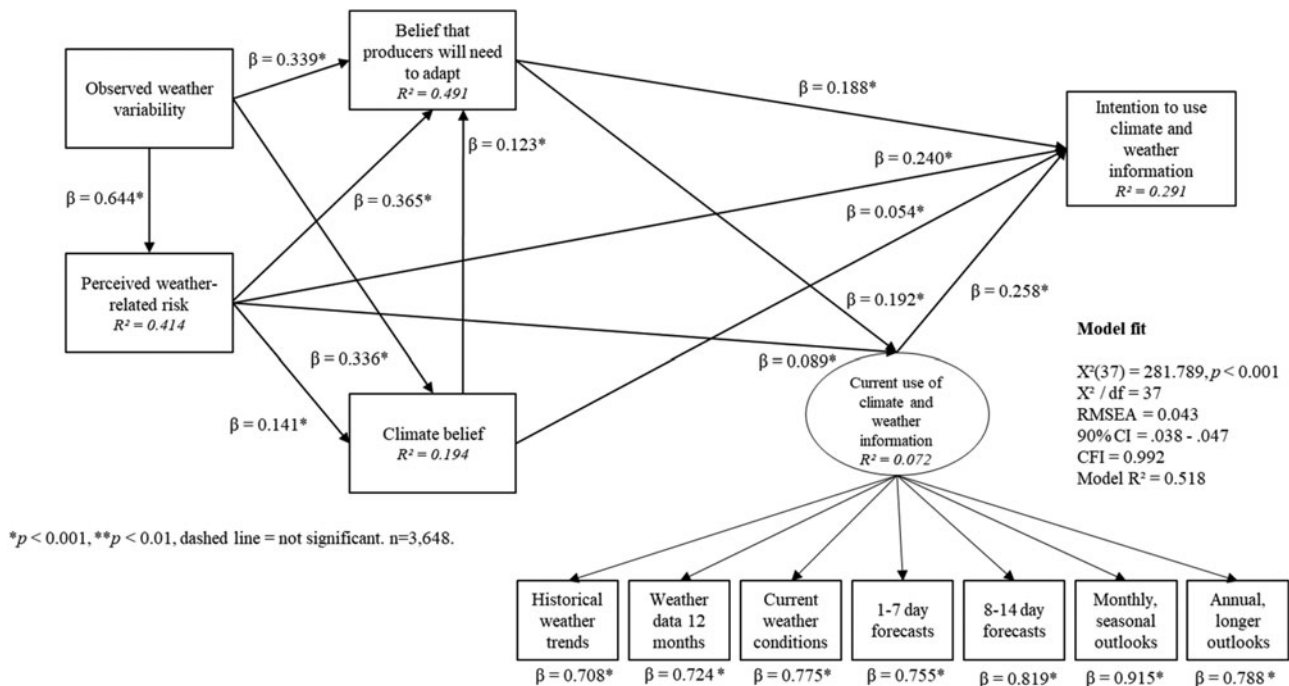 Observed weather
variability
β = 0.339*
Belief that
producers will need
to adapt
R² = 0.491
β = 0.188*
Intention to use
climate and
weather
information
R² = 0.291
β = 0.123*
β = 0.240*
β = 0.644*
β = 0.365*
β = 0.054*
Perceived weather-
related risk
R² = 0.414
β = 0.192*
β = 0.258*
β = 0.336*
β = 0.089*
β = 0.141*
Climate belief
R² = 0.194
Current use of
climate and
weather
information
R² = 0.072
Model fit
X²(37) = 281.789, p < 0.001
X² / df = 37
RMSEA = 0.043
90% CI = .038 - .047
CFI = 0.992
Model R² = 0.518
*p < 0.001, **p < 0.01, dashed line = not significant. n=3,648.
Historical
weather
trends
β = 0.708*
Weather
data 12
months
β = 0.724 *
Current
weather
conditions
β = 0.775*
1-7 day
forecasts
β = 0.755*
8-14 day
forecasts
β = 0.819*
Monthly,
seasonal
outlooks
β = 0.915*
Annual,
longer
outlooks
β = 0.788*